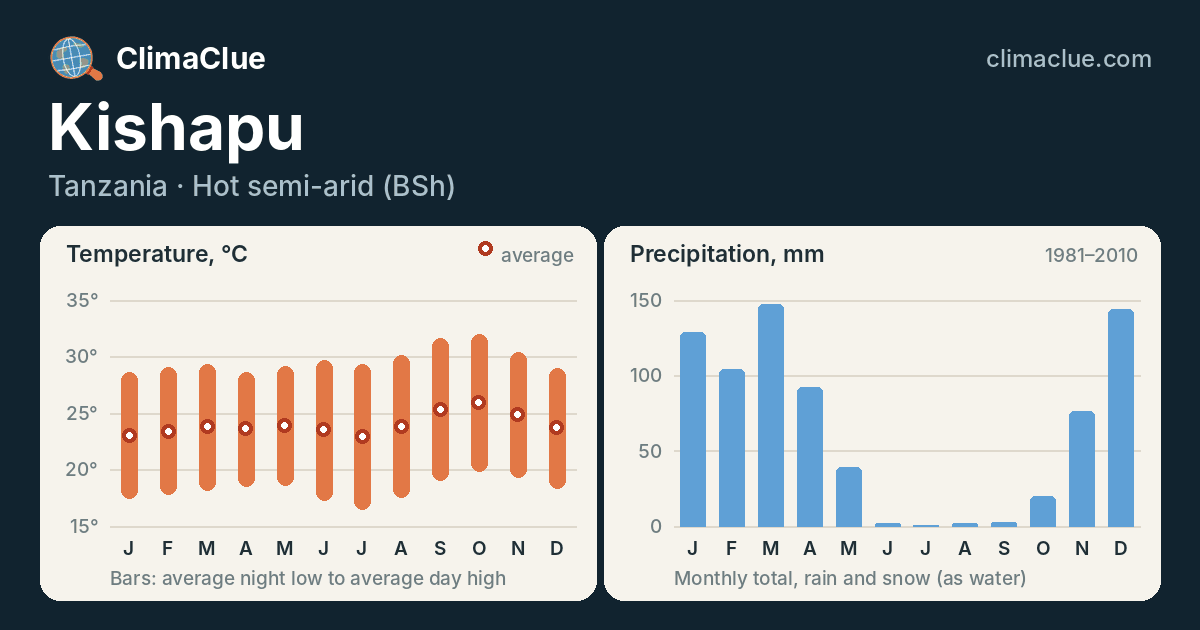 ClimaClue
climaclue.com
Kishapu
Tanzania · Hot semi-arid (BSh)
Temperature, °C
average
35°
30°
25°
20°
15°
J F M A M J J A S O N D
Bars: average night low to average day high
Precipitation, mm
1981–2010
150
100
50
0
J F M A M J J A S O N D
Monthly total, rain and snow (as water)